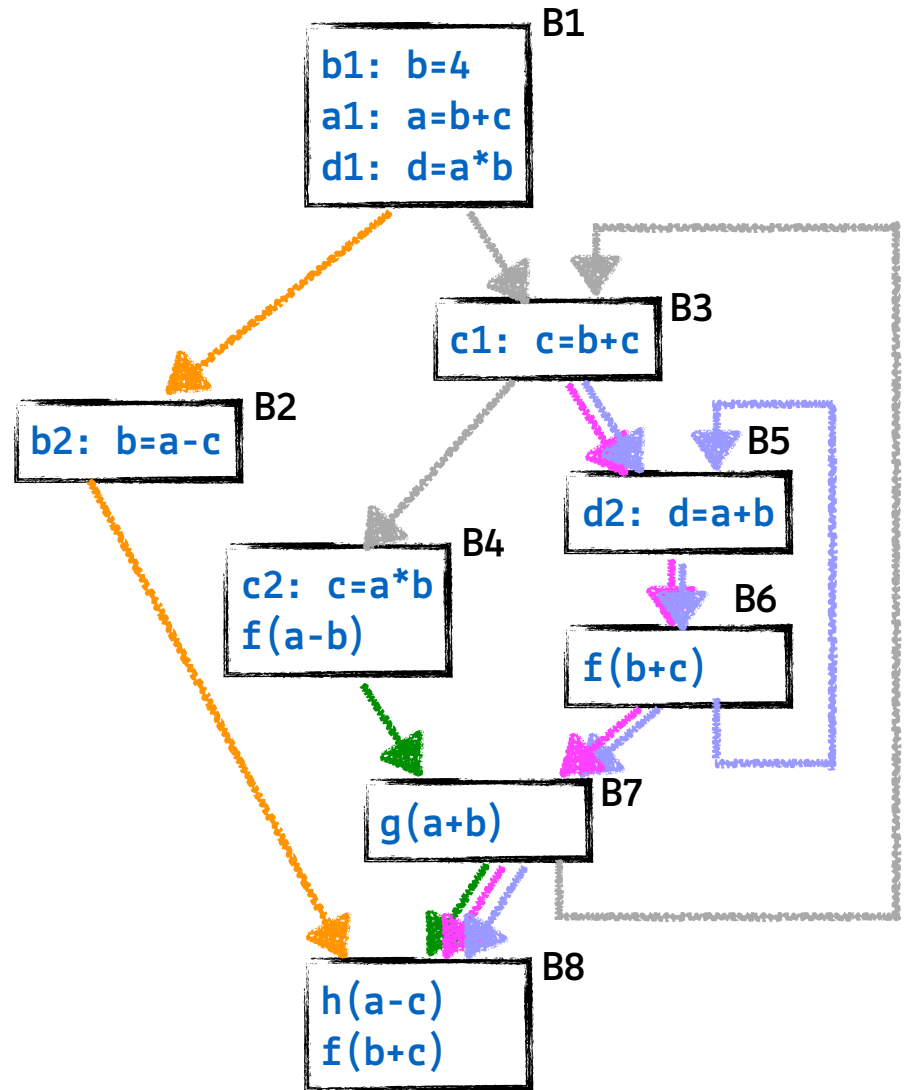 B1
b1: b=4
a1: a=b+c
d1: d=a*b
B3
c1: c=b+c
B2
b2: b=a-c
B5
d2: d=a+b
B4
c2: c=a*b
f(a-b)
B6
f(b+c)
B7
g(a+b)
B8
h(a-c)
f(b+c)